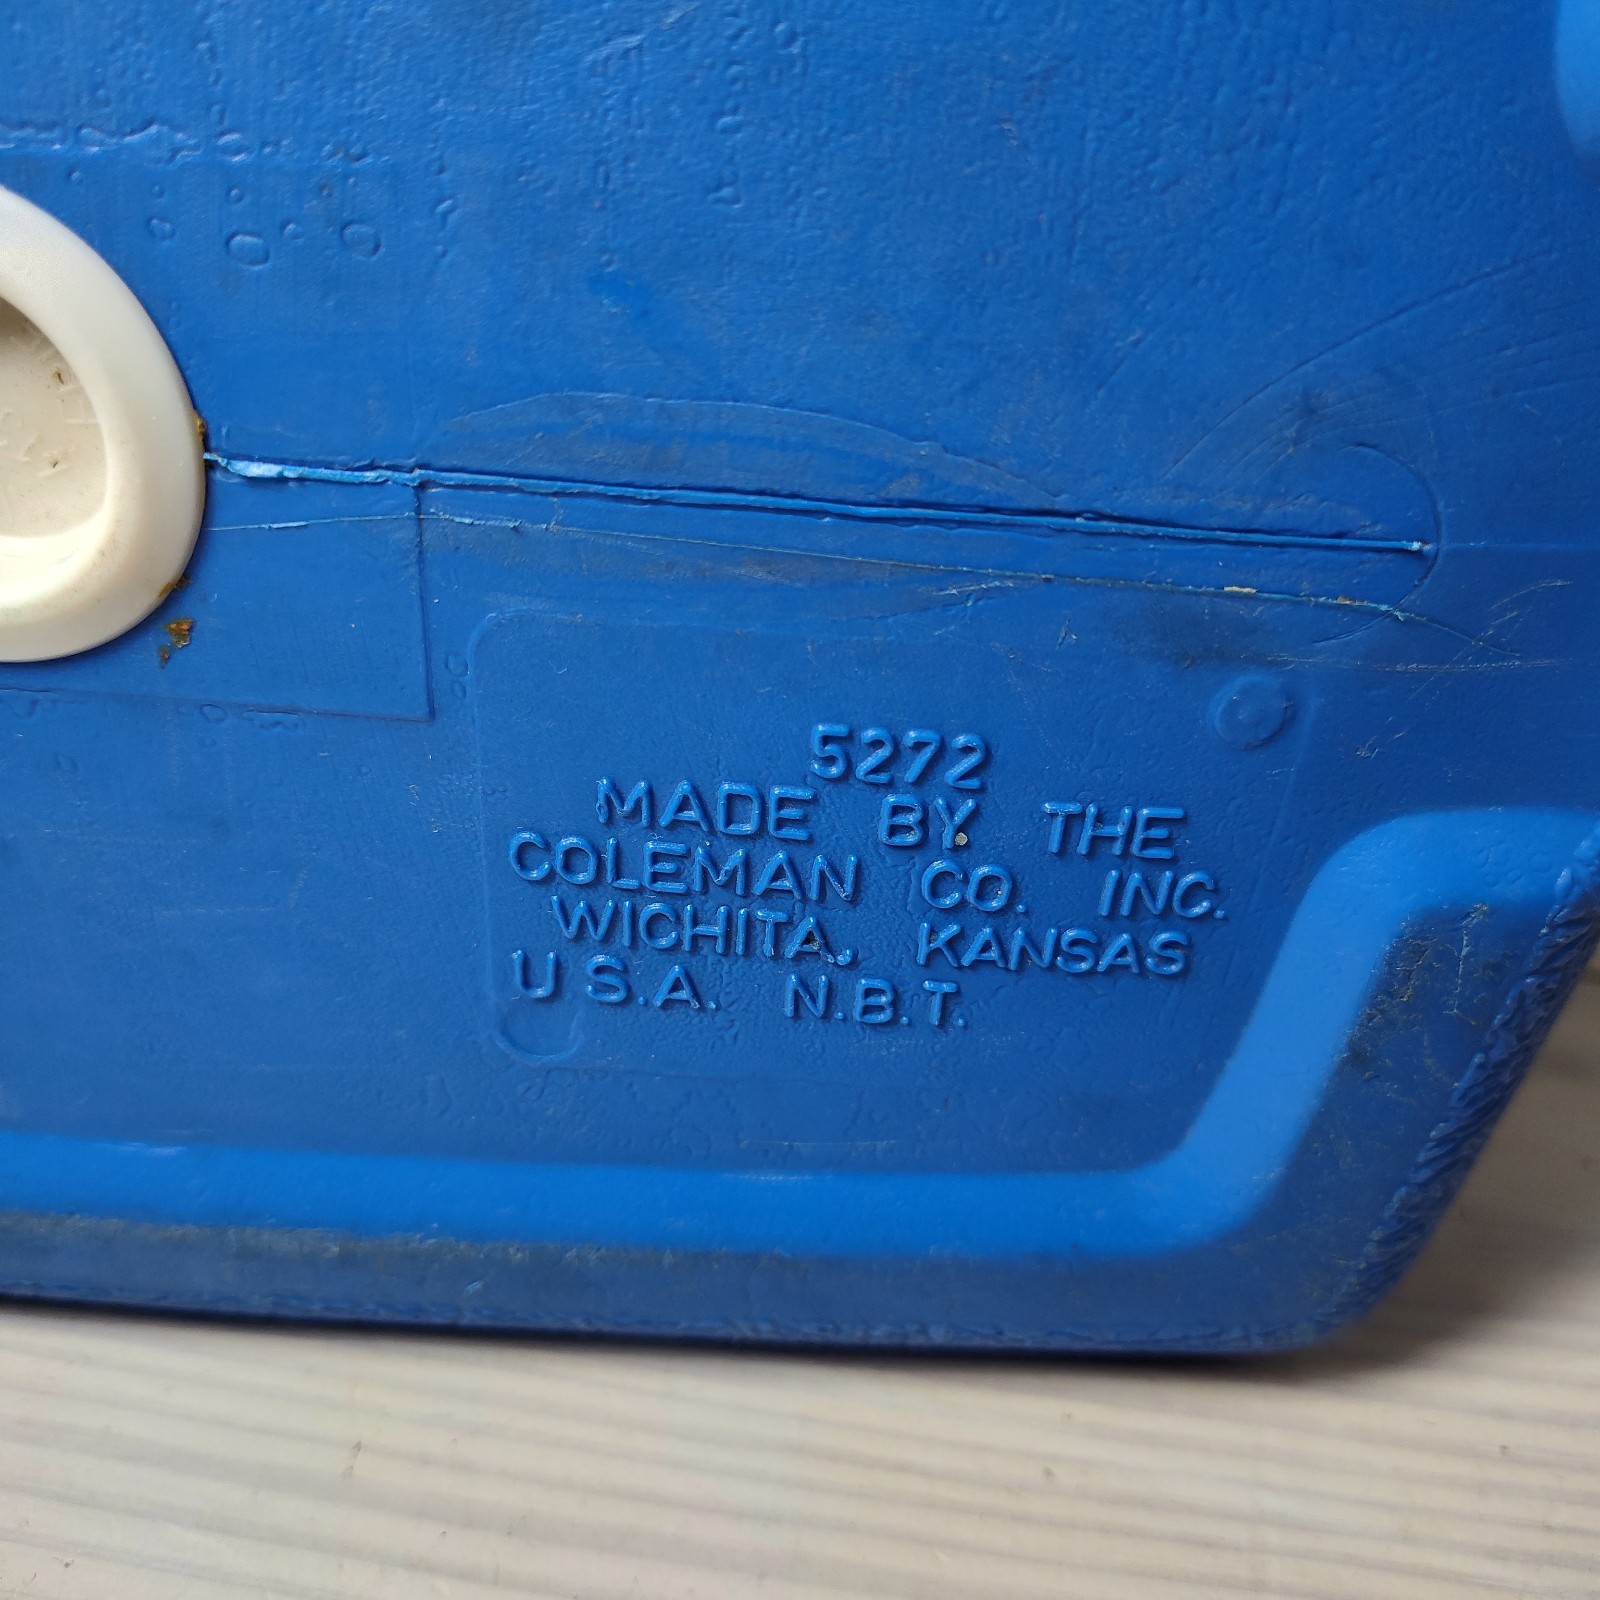 5272
MADE BY THE
COLEMAN CO. INC.
WICHITA, KANSAS
U S.A. N.B.T.